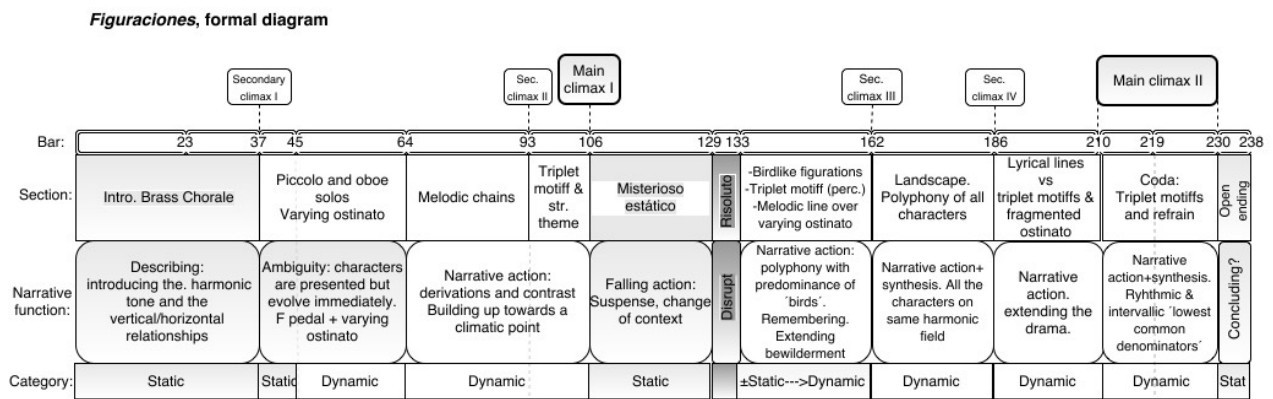 Figuraciones, formal diagram
Secondary
climax I
Sec.
climax II
Main
climax I
Sec.
climax III
Sec.
climax IV
Main climax II
Bar:
23
37
45
64
93
106
129
133
162
186
210
219
230
238
Section:
Intro. Brass Chorale
Piccolo and oboe
solos
Varying ostinato
Melodic chains
Triplet
motiff &
str.
theme
Misterioso
estático
Risoluto
-Birdlike figurations
-Triplet motiff (perc.)
-Melodic line over
varying ostinato
Landscape.
Polyphony of all
characters
Lyrical lines
vs
triplet motiffs &
fragmented
ostinato
Coda:
Triplet motiffs
and refrain
Open
ending
Narrative
function:
Describing:
introducing the. harmonic
tone and the
vertical/horizontal
relationships
Ambiguity: characters
are presented but
evolve immediately.
F pedal + varying
ostinato
Narrative action:
derivations and contrast
Building up towards a
climatic point
Falling action:
Suspense, change
of context
Disrupt
Narrative action:
polyphony with
predominance of
´birds´.
Remembering.
Extending
bewilderment
Narrative action+
synthesis. All the
characters on
same harmonic
field
Narrative
action.
extending the
drama.
Narrative
action+synthesis.
Ryhthmic &
intervallic ´lowest
common
denominators´
Concluding?
Category:
Static
Static
Dynamic
Dynamic
Static
±Static--->Dynamic
Dynamic
Dynamic
Dynamic
Stat